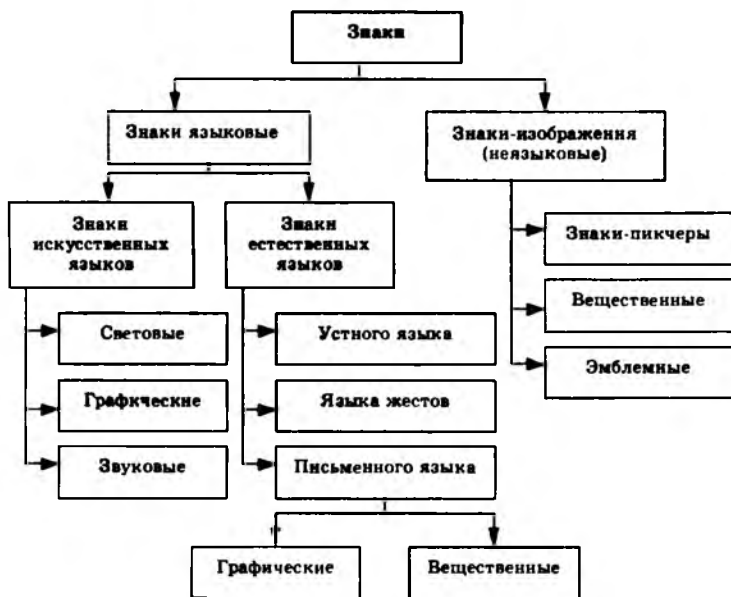 Знаки
Знаки языковые
Знаки-изображения
(неязыковые)
Знаки
искусственных
языков
Знаки
естественных
языков
Знаки-пикчеры
Вещественные
Эмблемные
Световые
Графические
Звуковые
Устного языка
Языка жестов
Письменного языка
Графические
Вещественные